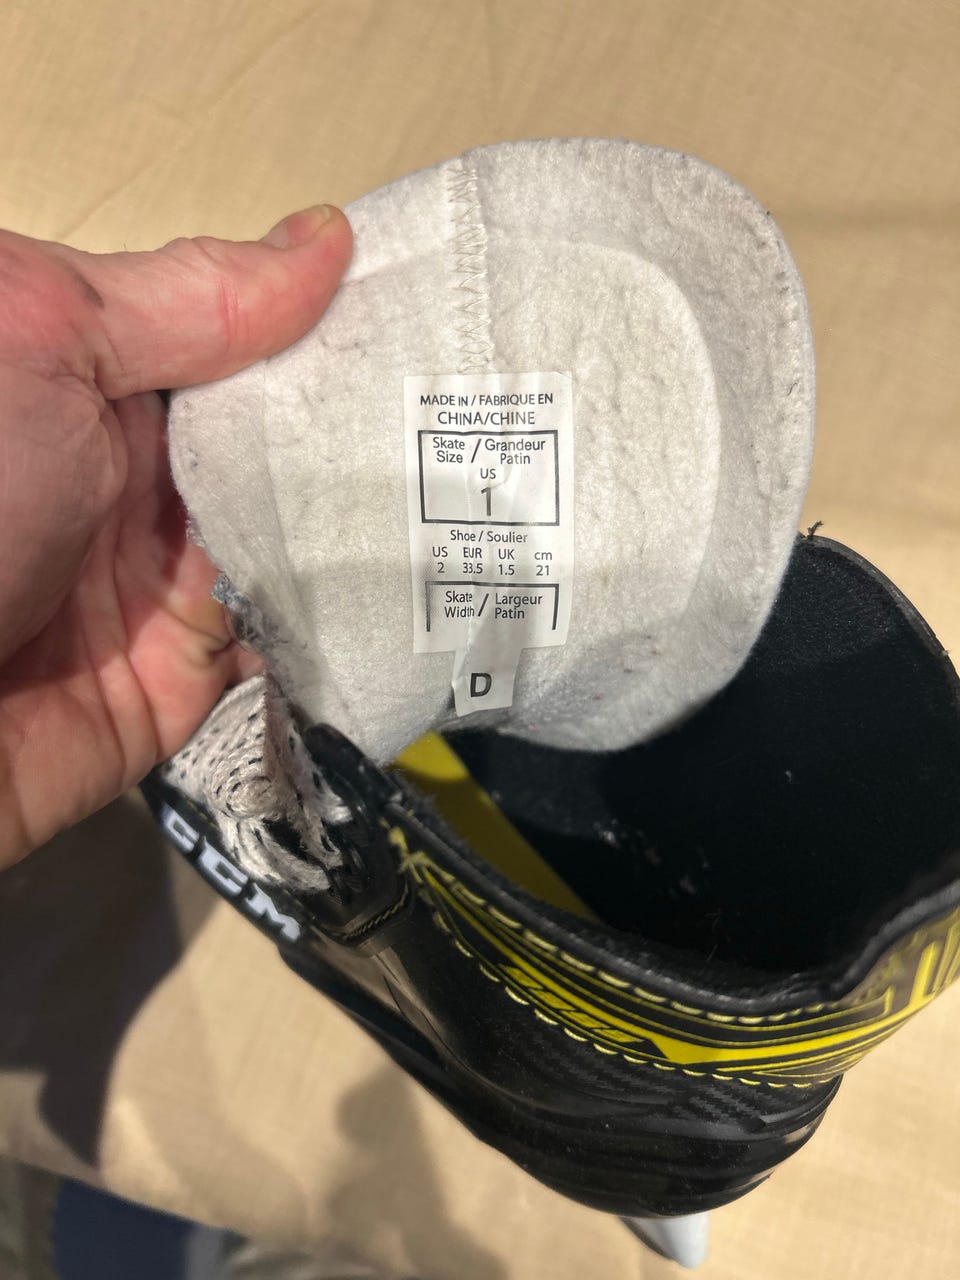 MADE IN / FABRIQUE EN
CHINA/CHINE
Skate Size / Grandeur Patin
US
1
Shoe / Soulier
US EUR UK cm
2 33.5 1.5 21
Skate Width / Largeur Patin
D
CCM